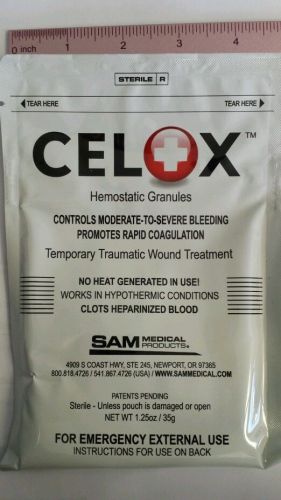 0 inch 1 2 3 4
STERILE R
TEAR HERE TEAR HERE
CELOX™
Hemostatic Granules
CONTROLS MODERATE-TO-SEVERE BLEEDING
PROMOTES RAPID COAGULATION
Temporary Traumatic Wound Treatment
NO HEAT GENERATED IN USE!
WORKS IN HYPOTHERMIC CONDITIONS
CLOTS HEPARINIZED BLOOD
SAM MEDICAL PRODUCTS®
4909 S COAST HWY, STE 245, NEWPORT, OR 97365
800.818.4726 / 541.867.4726 (USA) / WWW.SAMMEDICAL.COM
PATENTS PENDING
Sterile - Unless pouch is damaged or open
NET WT 1.25oz/ 35g
FOR EMERGENCY EXTERNAL USE
INSTRUCTIONS FOR USE ON BACK